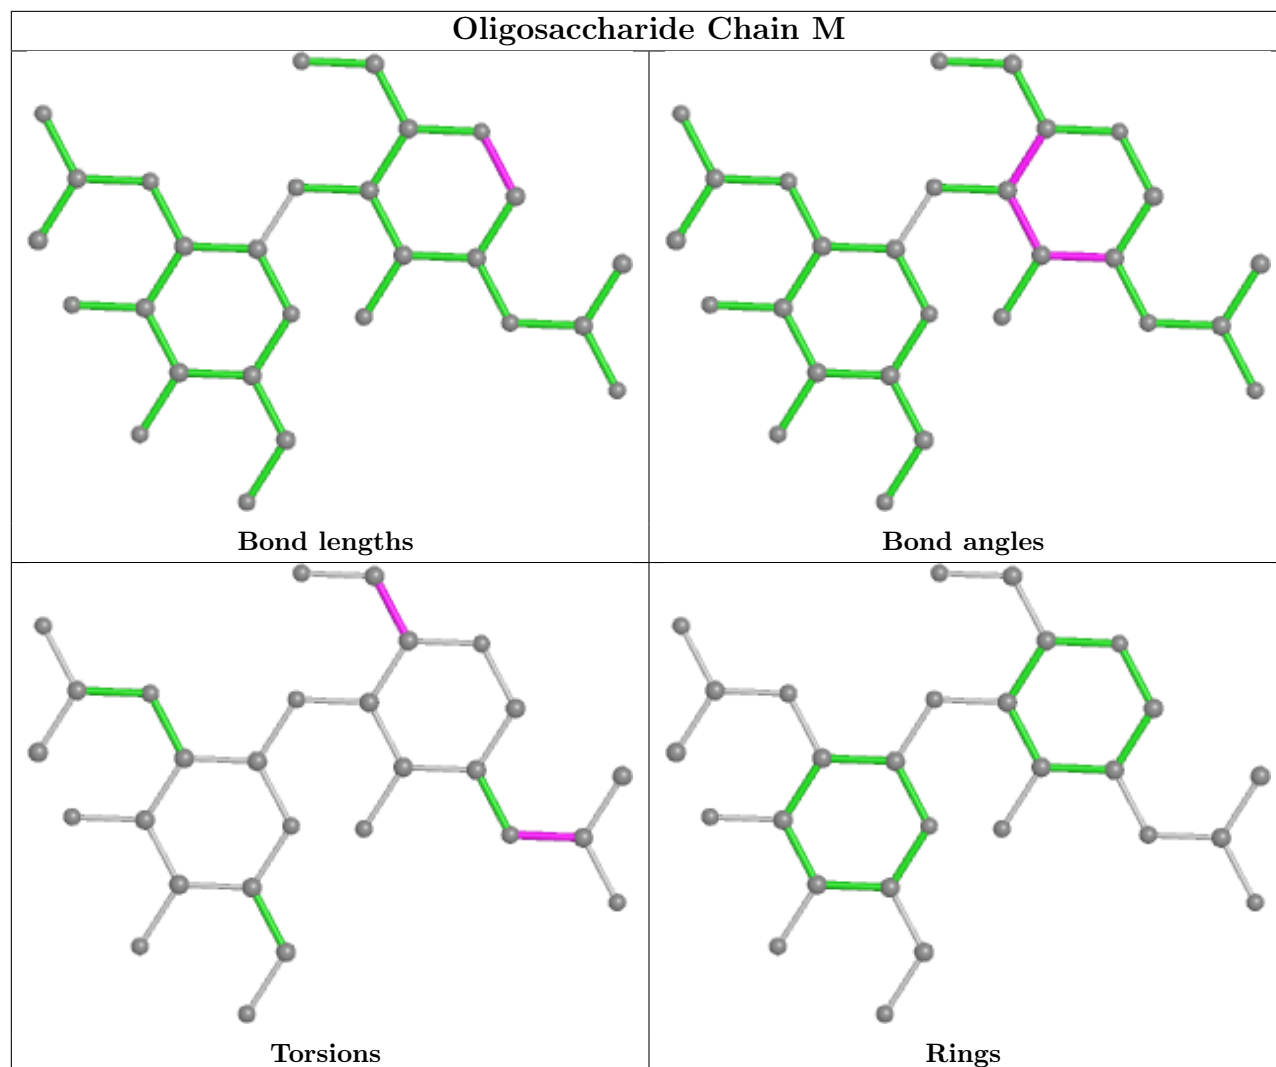 Oligosaccharide Chain M
Bond lengths
Bond angles
Torsions
Rings